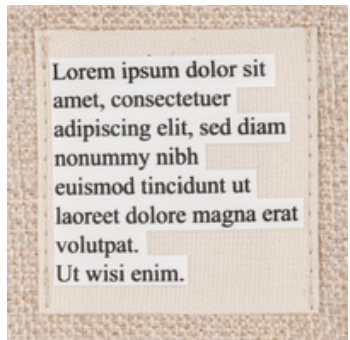 Lorem ipsum dolor sit
amet, consectetuer
adipiscing elit, sed diam
nonummy nibh
euismod tincidunt ut
laoreet dolore magna erat
volutpat.
Ut wisi enim.